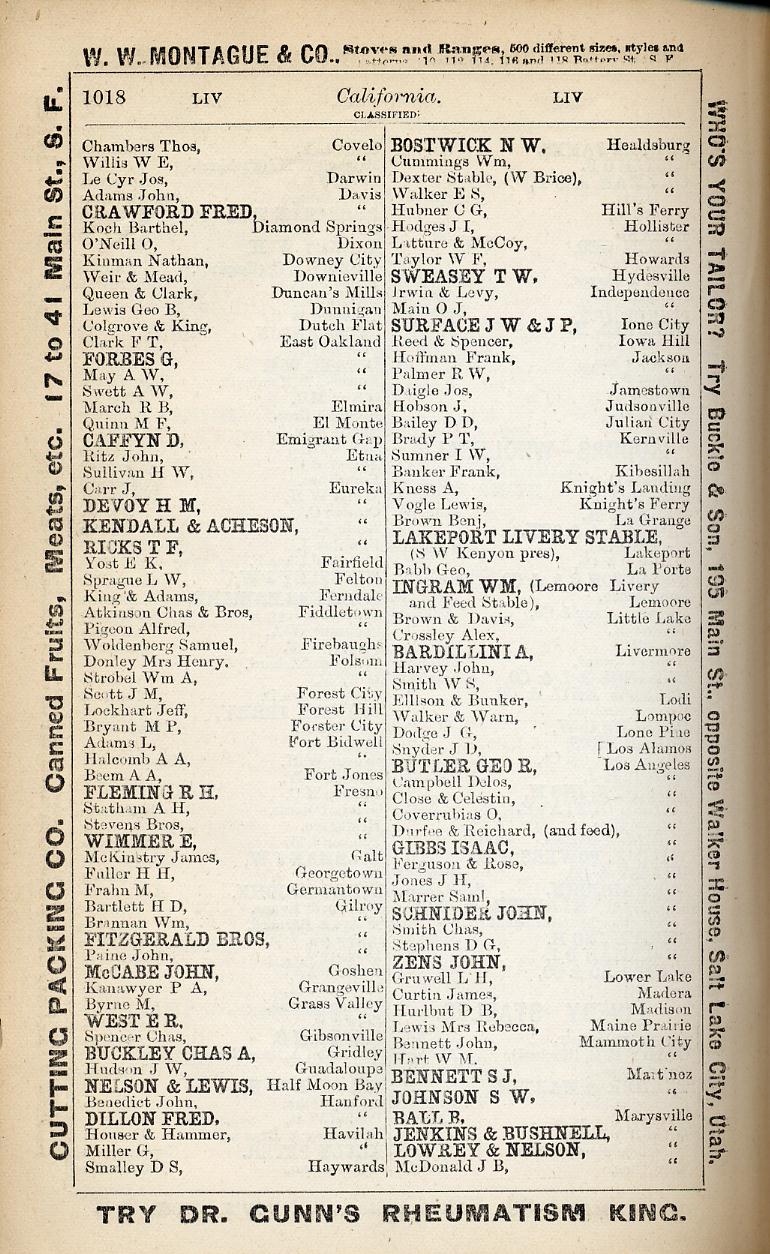 W. W. MONTAGUE & CO., Stoves and Ranges, 500 different sizes, styles and
110, 112, 114, 116 and 118 Battery St., S. F.
1018 LIV California. LIV
CLASSIFIED:
Chambers Thos, Covelo
Willis W E, “
Le Cyr Jos, Darwin
Adams John, Davis
CRAWFORD FRED, “
Koch Barthel, Diamond Springs
O'Neill O, Dixon
Kinman Nathan, Downey City
Weir & Mead, Downieville
Queen & Clark, Duncan's Mills
Lewis Geo B, Dunnigan
Colgrove & King, Dutch Flat
Clark F T, East Oakland
FORBES G, “
May A W, “
Swett A W, “
March R B, Elmira
Quinn M F, El Monte
CAFFYN D, Emigrant Gap
Ritz John, Etna
Sullivan H W, “
Carr J, Eureka
DEVOY H M, “
KENDALL & ACHESON, “
RICKS T F, “
Yost E K, Fairfield
Sprague L W, Felton
King & Adams, Ferndale
Atkinson Chas & Bros, Fiddletown
Pigeon Alfred, “
Woldenberg Samuel, Firebaughs
Donley Mrs Henry, Folsom
Strobel Wm A, “
Scott J M, Forest City
Lockhart Jeff, Forest Hill
Bryant M P, Forster City
Adams L, Fort Bidwell
Halcomb A A, “
Beem A A, Fort Jones
FLEMING R H, Fresno
Statham A H, “
Stevens Bros, “
WIMMER E, “
McKinstry James, Galt
Fuller H H, Georgetown
Frahn M, Germantown
Bartlett H D, Gilroy
Brannan Wm, “
FITZGERALD BROS, “
Paine John, “
McCABE JOHN, Goshen
Kanawyer P A, Grangeville
Byrne M, Grass Valley
WEST E R, “
Spencer Chas, Gibsonville
BUCKLEY CHAS A, Gridley
Hudson J W, Guadaloupe
NELSON & LEWIS, Half Moon Bay
Benedict John, Hanford
DILLON FRED, “
Houser & Hammer, Havilah
Miller G, “
Smalley D S, Haywards
BOSTWICK N W, Healdsburg
Cummings Wm, “
Dexter Stable, (W Brice), “
Walker E S, “
Hubner C G, Hill's Ferry
Hodges J I, Hollister
Latture & McCoy, “
Taylor W F, Howards
SWEASEY T W, Hydesville
Irwin & Levy, Independence
Main O J, “
SURFACE J W & J P, Ione City
Reed & Spencer, Iowa Hill
Hoffman Frank, Jackson
Palmer R W, “
Daigle Jos, Jamestown
Hobson J, Judsonville
Bailey D D, Julian City
Brady P T, Kernville
Sumner I W, “
Banker Frank, Kibesillah
Kness A, Knight's Landing
Vogle Lewis, Knight's Ferry
Brown Benj, La Grange
LAKEPORT LIVERY STABLE,
(S W Kenyon pres), Lakeport
Babb Geo, La Porte
INGRAM WM, (Lemoore Livery
and Feed Stable), Lemoore
Brown & Davis, Little Lake
Crossley Alex, “
BARDILLINI A, Livermore
Harvey John, “
Smith W S, “
Ellison & Bunker, Lodi
Walker & Warn, Lompoc
Dodge J G, Lone Pine
Snyder J D, [Los Alamos
BUTLER GEO R, Los Angeles
Campbell Delos, “
Close & Celestin, “
Coverrubias O, “
Durfee & Reichard, (and feed), “
GIBBS ISAAC, “
Ferguson & Rose, “
Jones J H, “
Marrer Saml, “
SCHNIDER JOHN, “
Smith Chas, “
Stephens D G, “
ZENS JOHN, “
Gruwell L H, Lower Lake
Curtin James, Madera
Hurlbut D B, Madison
Lewis Mrs Rebecca, Maine Prairie
Bennett John, Mammoth City
Hart W M, “
BENNETT S J, Martinez
JOHNSON S W, “
BALL B, Marysville
JENKINS & BUSHNELL, “
LOWREY & NELSON, “
McDonald J B, “
CUTTING PACKING CO. Canned Fruits, Meats, etc. 17 to 41 Main St., S. F.
WHO'S YOUR TAILOR? Try Buckle & Son, 195 Main St., opposite Walker House, Salt Lake City, Utah.
TRY DR. GUNN'S RHEUMATISM KING.